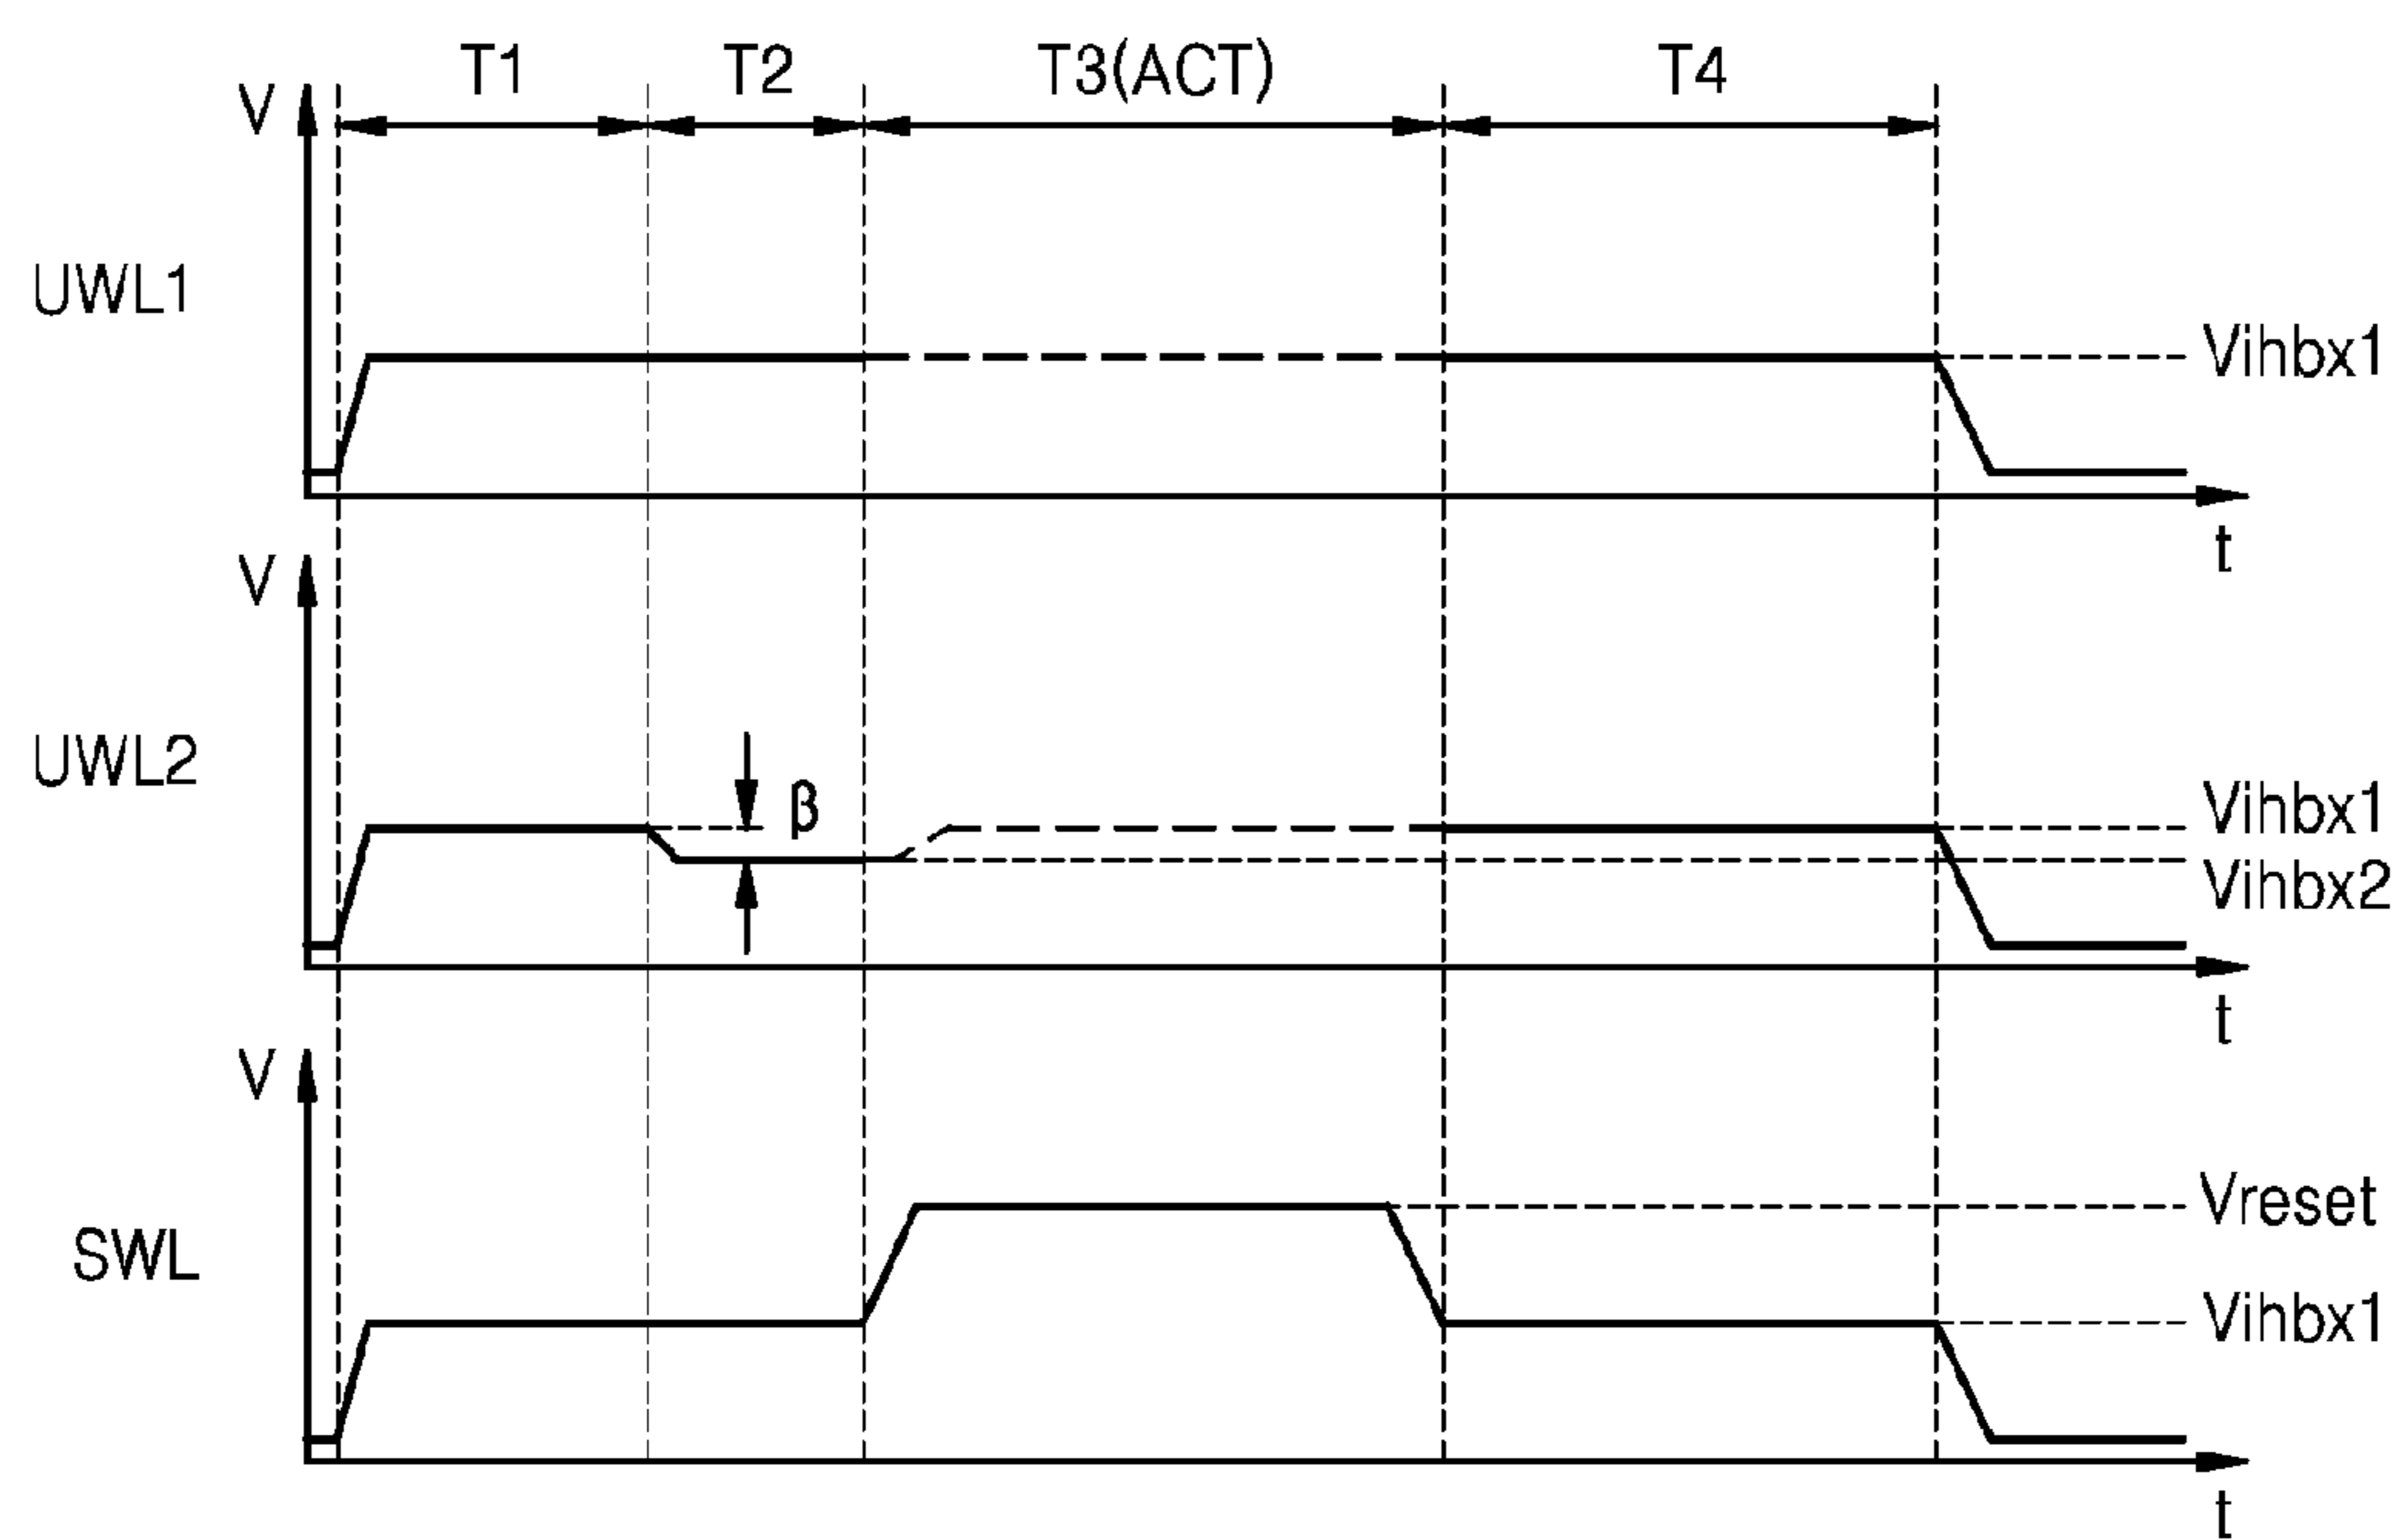 T1 T2 T3(ACT) T4
V
UWL1
Vihbx1
t
V
UWL2
β
Vihbx1
Vihbx2
t
V
Vreset
SWL
Vihbx1
t